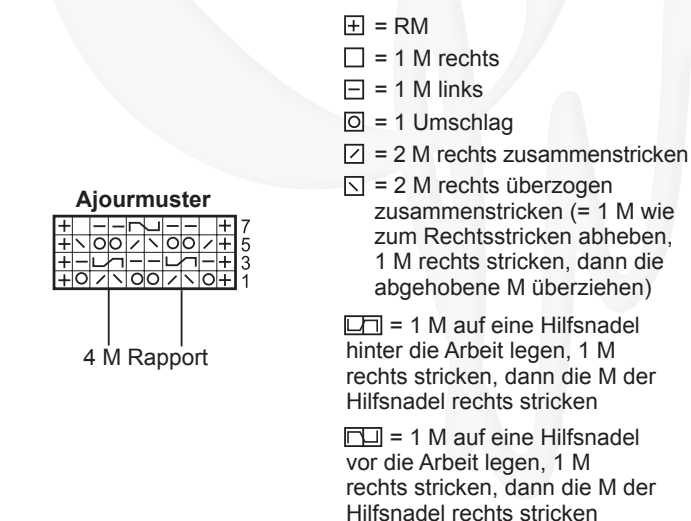 = RM
= 1 M rechts
= 1 M links
= 1 Umschlag
= 2 M rechts zusammenstricken
= 2 M rechts überzogen
zusammenstricken (= 1 M wie
zum Rechtsstricken abheben,
1 M rechts stricken, dann die
abgehobene M überziehen)
= 1 M auf eine Hilfsnadel
hinter die Arbeit legen, 1 M
rechts stricken, dann die M der
Hilfsnadel rechts stricken
= 1 M auf eine Hilfsnadel
vor die Arbeit legen, 1 M
rechts stricken, dann die M der
Hilfsnadel rechts stricken
Ajourmuster
7
5
3
1
4 M Rapport